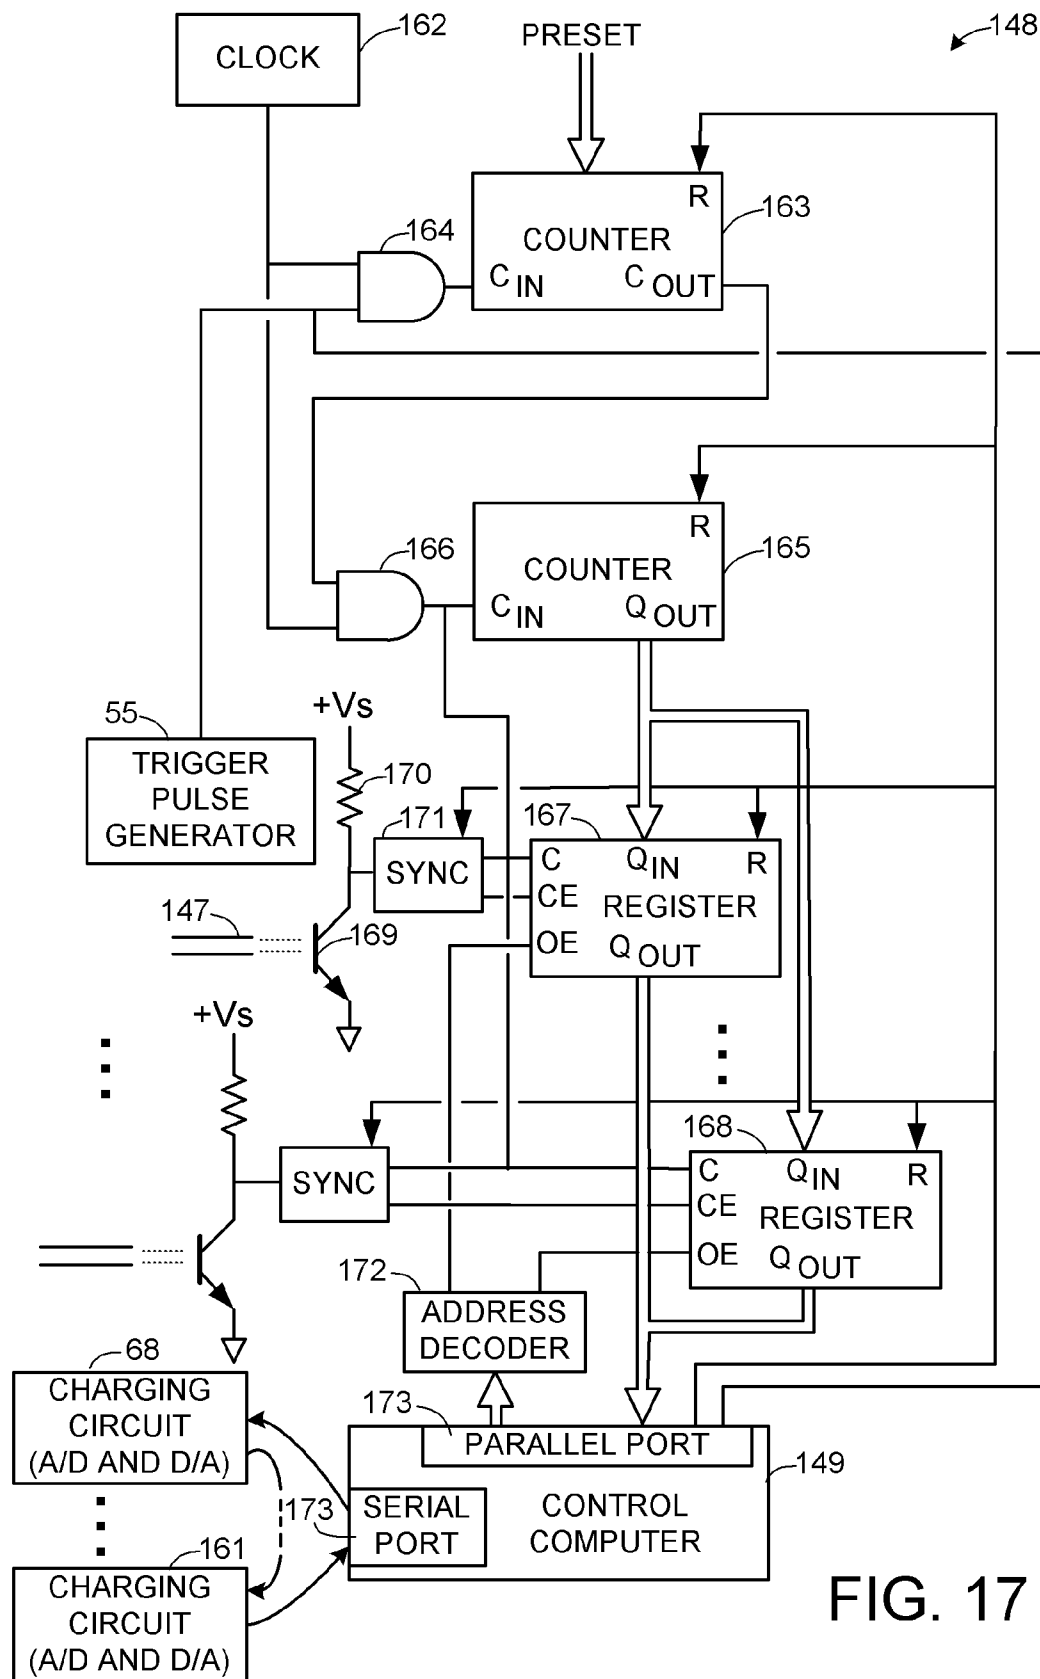 162
CLOCK
PRESET
148
R
163
164
COUNTER
C IN
C OUT
R
166
165
COUNTER
C IN
Q OUT
55
+Vs
TRIGGER
PULSE
GENERATOR
170
171
167
SYNC
C
Q IN
R
CE
REGISTER
147
169
OE
Q OUT
+Vs
168
SYNC
C
Q IN
R
CE
REGISTER
OE
Q OUT
172
ADDRESS
DECODER
68
CHARGING
CIRCUIT
(A/D AND D/A)
173
PARALLEL PORT
149
173
SERIAL
PORT
CONTROL
COMPUTER
161
CHARGING
CIRCUIT
(A/D AND D/A)
FIG. 17